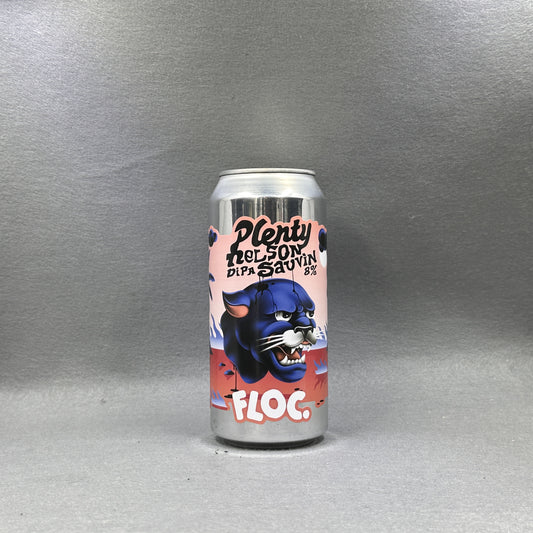 Plenty
NELSON
DIPA SAUVIN
8%
FLOC.